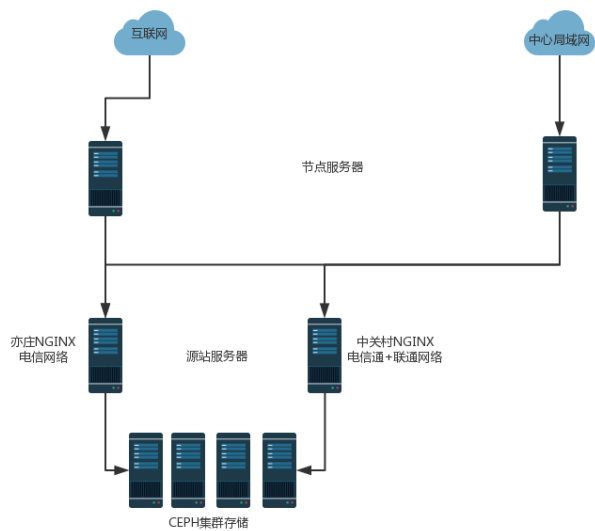 互联网
中心局域网
节点服务器
亦庄NGINX
电信网络
源站服务器
中关村NGINX
电信通+联通网络
CEPH集群存储